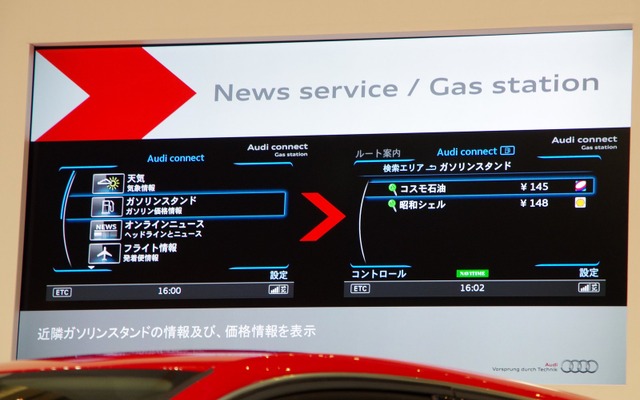 News service / Gas station
Audi connect
Gas station
Audi connect
天気
気象情報
ガソリンスタンド
ガソリン価格情報
オンラインニュース
ヘッドラインとニュース
NEWS
フライト情報
発着便情報
設定
ETC
16:00
Audi connect
Gas station
ルート案内
Audi connect
検索エリア ガソリンスタンド
コスモ石油 ¥ 145
昭和シェル ¥ 148
コントロール NAVITIME 設定
ETC
16:02
近隣ガソリンスタンドの情報及び、価格情報を表示
Audi
Vorsprung durch Technik